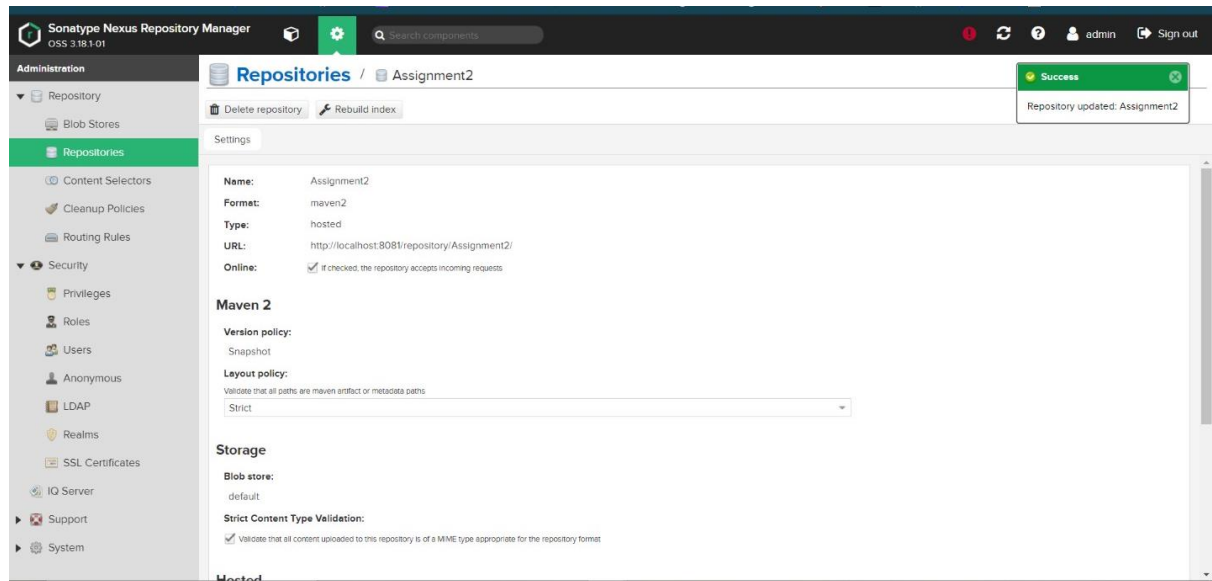 Sonatype Nexus Repository Manager
OSS 3.18.1-01
Search components
admin
Sign out
Administration
Repository
Blob Stores
Repositories
Content Selectors
Cleanup Policies
Routing Rules
Security
Privileges
Roles
Users
Anonymous
LDAP
Realms
SSL Certificates
IQ Server
Support
System
Repositories / Assignment2
Delete repository
Rebuild index
Success
Repository updated: Assignment2
Settings
Name: Assignment2
Format: maven2
Type: hosted
URL: http://localhost:8081/repository/Assignment2/
Online: If checked, the repository accepts incoming requests
Maven 2
Version policy:
Snapshot
Layout policy:
Validate that all paths are maven artifact or metadata paths
Strict
Storage
Blob store:
default
Strict Content Type Validation:
Validate that all content uploaded to this repository is of a MIME type appropriate for the repository format
Hosted